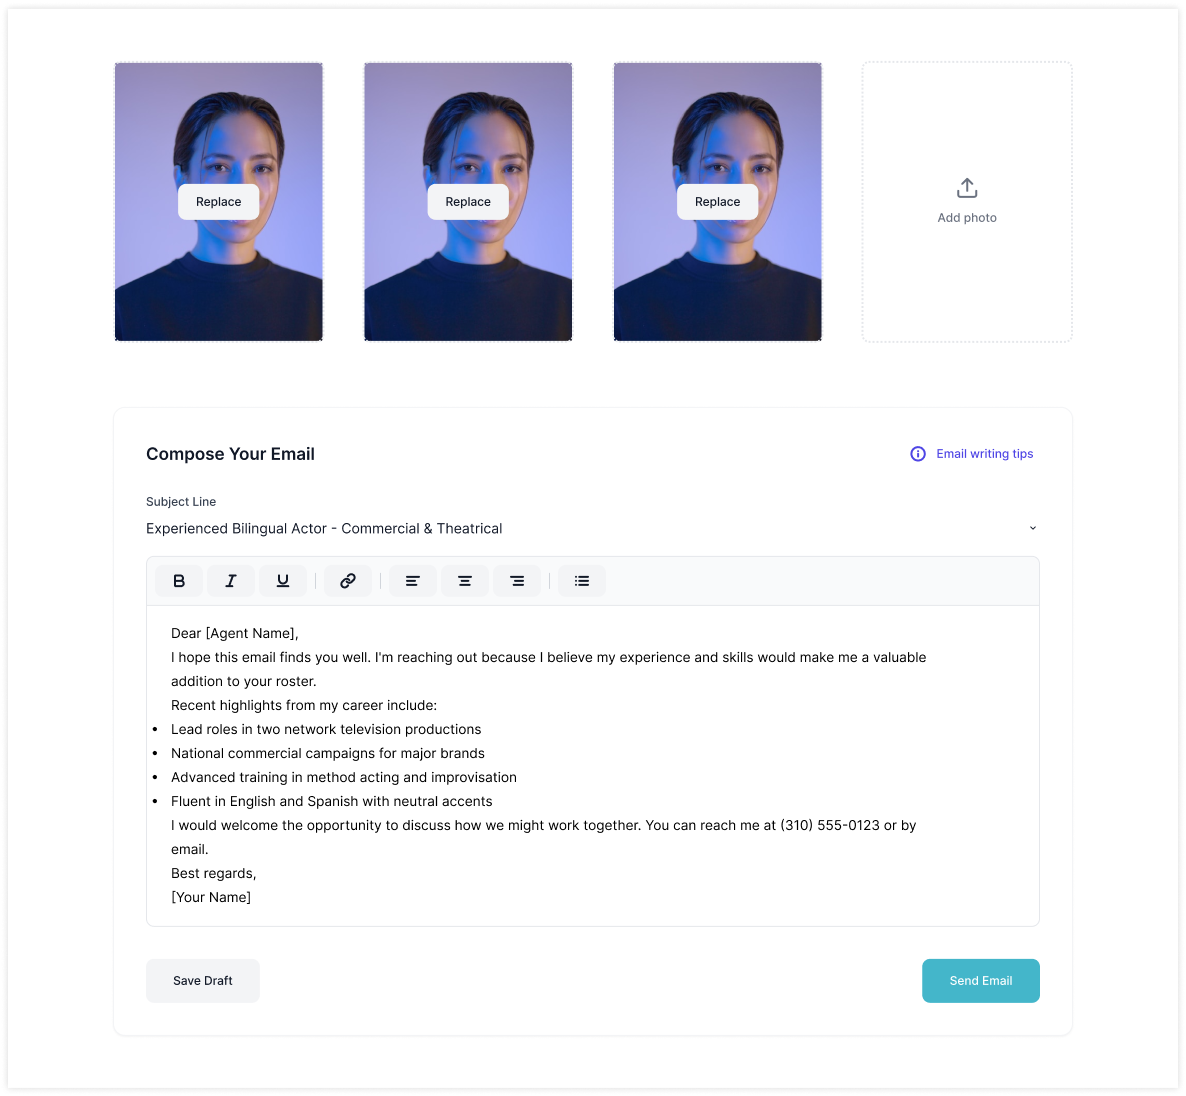 Replace
Replace
Replace
Add photo
Compose Your Email
Email writing tips
Subject Line
Experienced Bilingual Actor - Commercial & Theatrical
B I U
Dear [Agent Name],
I hope this email finds you well. I'm reaching out because I believe my experience and skills would make me a valuable
addition to your roster.
Recent highlights from my career include:
• Lead roles in two network television productions
• National commercial campaigns for major brands
• Advanced training in method acting and improvisation
• Fluent in English and Spanish with neutral accents
I would welcome the opportunity to discuss how we might work together. You can reach me at (310) 555-0123 or by
email.
Best regards,
[Your Name]
Save Draft
Send Email